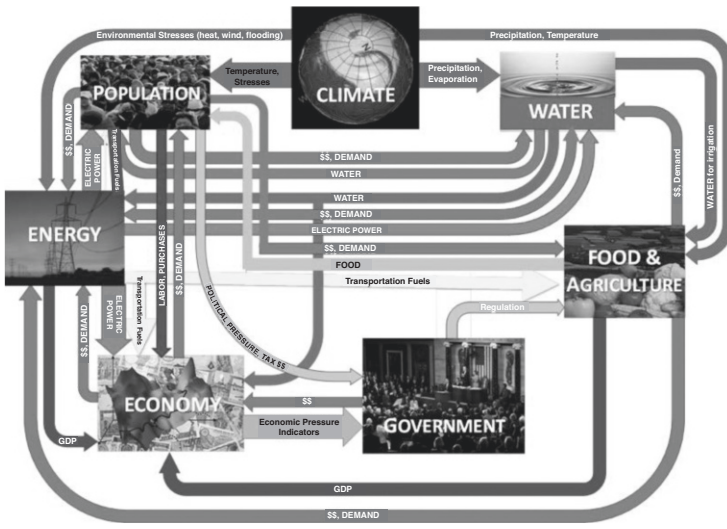 Environmental Stresses (heat, wind, flooding)
Precipitation, Temperature
POPULATION
Temperature,
Stresses
CLIMATE
Precipitation,
Evaporation
WATER
$$, DEMAND
ELECTRIC
POWER
Transportation Fuels
$$, DEMAND
WATER
$$, Demand
WATER for irrigation
WATER
$$, DEMAND
ELECTRIC POWER
ENERGY
LABOR, PURCHASES
$$, DEMAND
$$, DEMAND
FOOD
FOOD &
AGRICULTURE
Transportation Fuels
Transportation Fuels
ELECTRIC
POWER
$$, DEMAND
POLITICAL PRESSURE, TAX $$
Regulation
ECONOMY
$$
GOVERNMENT
Economic Pressure
Indicators
GDP
GDP
$$, DEMAND